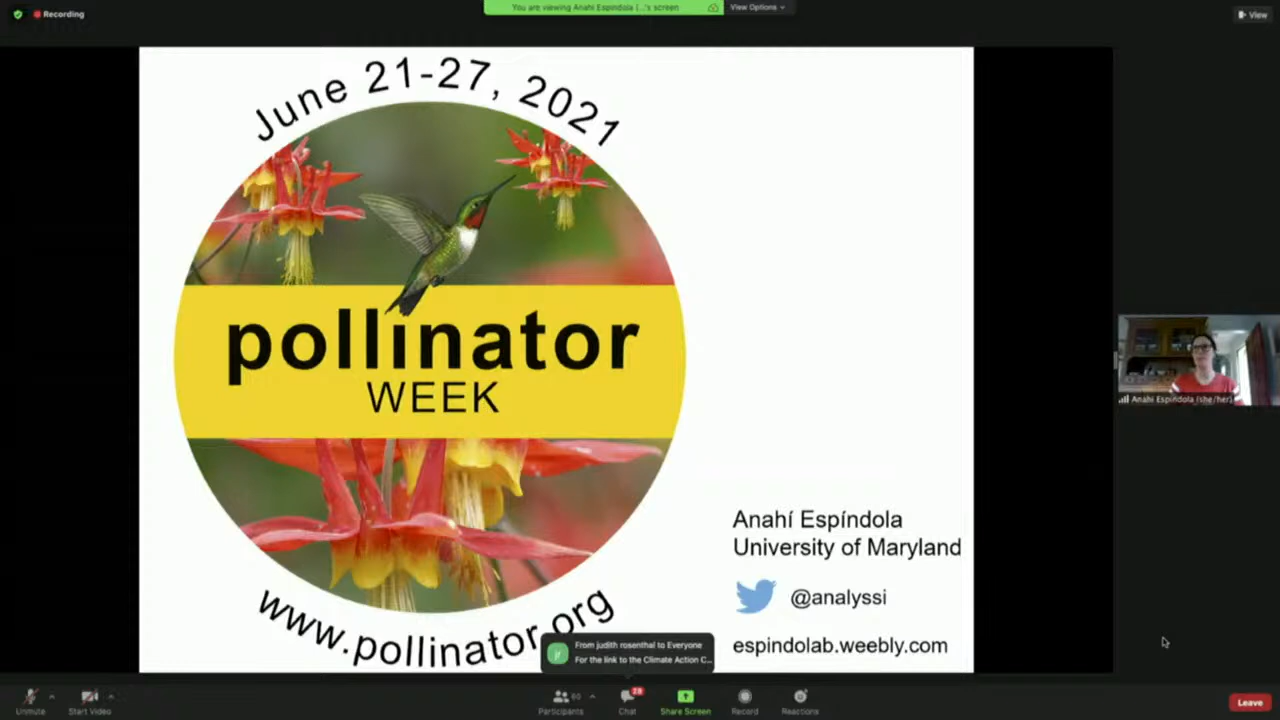 Recording
You are viewing Anahí Espíndola (...'s screen
View Options
View
June 21-27, 2021
pollinator
WEEK
www.pollinator.org
Anahí Espíndola
University of Maryland
@analyssi
espindolab.weebly.com
Anahí Espíndola (she/her)
From judith rosenthal to Everyone
For the link to the Climate Action C...
Unmute
Start Video
Participants
60
Chat
Share Screen
Record
Reactions
Leave